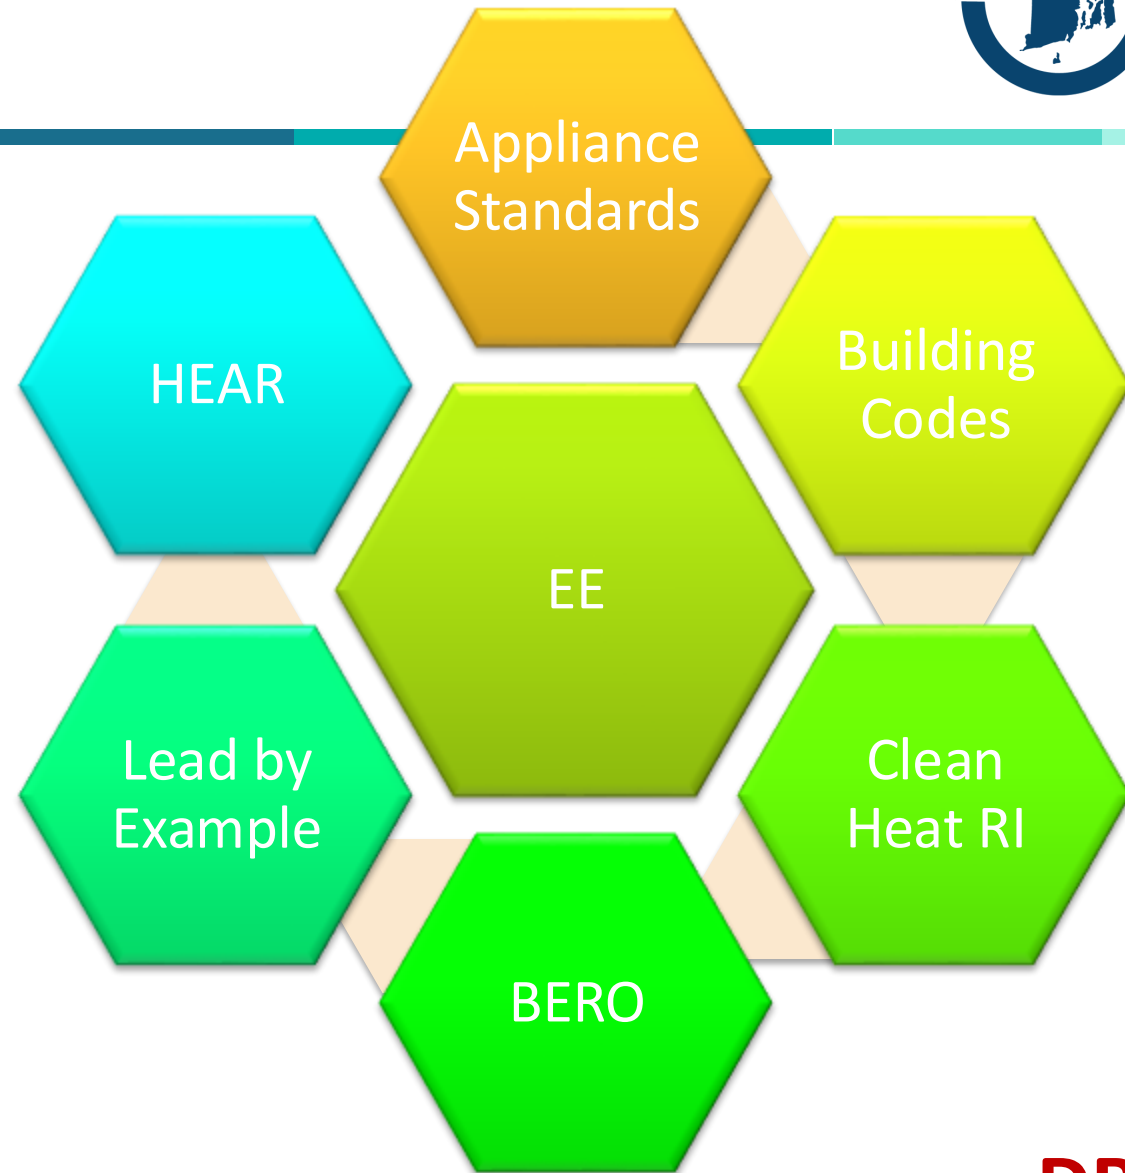 Appliance
Standards
HEAR
Building
Codes
EE
Lead by
Example
Clean
Heat RI
BERO